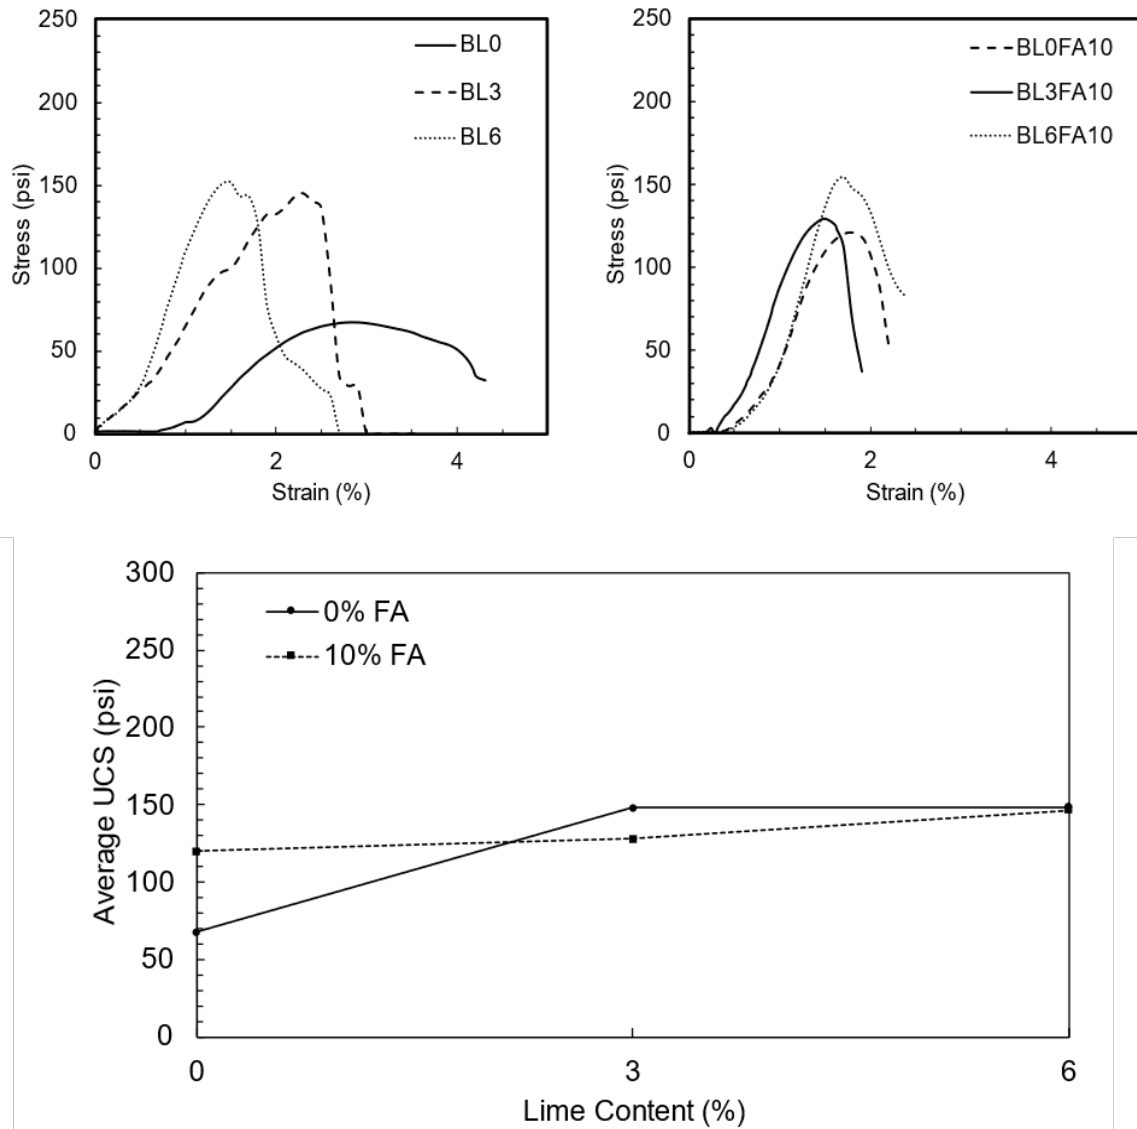 250
200
150
100
50
0
Stress (psi)
BL0
BL3
BL6
0 2 4
Strain (%)
250
200
150
100
50
0
Stress (psi)
BL0FA10
BL3FA10
BL6FA10
0 2 4
Strain (%)
300
250
200
150
100
50
0
Average UCS (psi)
0% FA
10% FA
0 3 6
Lime Content (%)